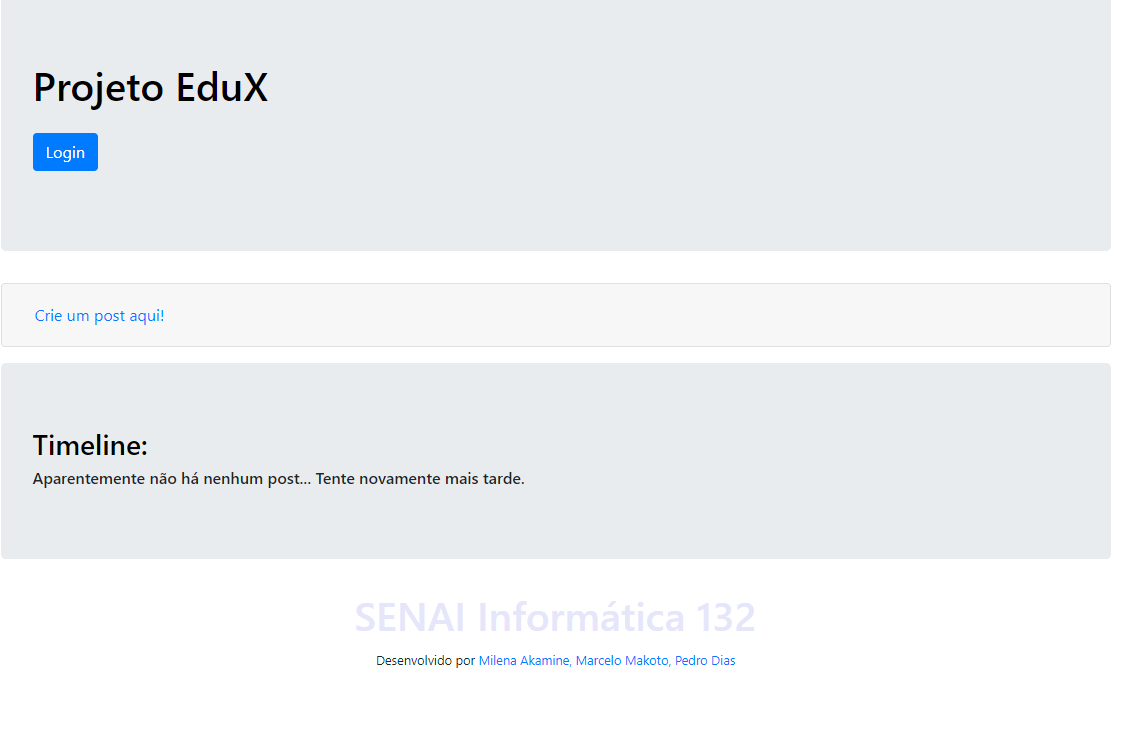 Projeto EduX
Login
Crie um post aqui!
Timeline:
Aparentemente não há nenhum post... Tente novamente mais tarde.
SENAI Informática 132
Desenvolvido por Milena Akamine, Marcelo Makoto, Pedro Dias